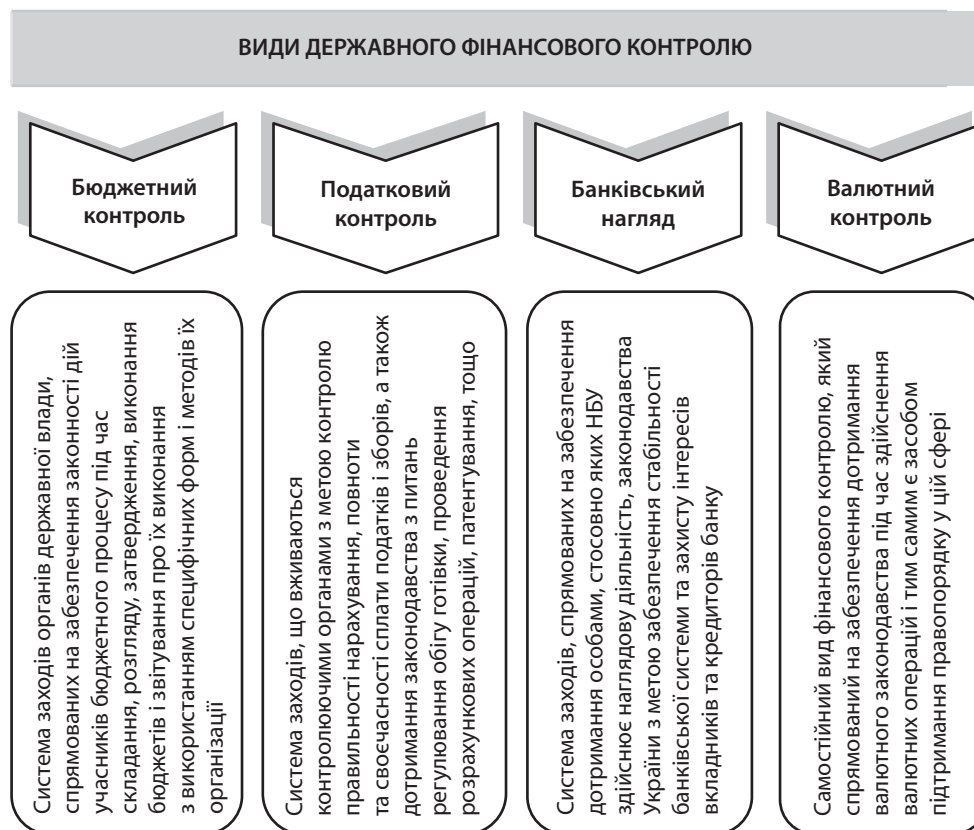 ВИДИ ДЕРЖАВНОГО ФІНАНСОВОГО КОНТРОЛЮ
Бюджетний
контроль
Система заходів органів державної влади,
спрямованих на забезпечення законності дій
учасників бюджетного процесу під час
складання, розгляду, затвердження, виконання
бюджетів і звітування про їх виконання
з використанням специфічних форм і методів їх
організації
Податковий
контроль
Система заходів, що вживаються
контролюючими органами з метою контролю
правильності нарахування, повноти
та своєчасності сплати податків і зборів, а також
дотримання законодавства з питань
регулювання обігу готівки, проведення
розрахункових операцій, патентування, тощо
Банківський
нагляд
Система заходів, спрямованих на забезпечення
дотримання особами, стосовно яких НБУ
здійснює наглядову діяльність, законодавства
України з метою забезпечення стабільності
банківської системи та захисту інтересів
вкладників та кредиторів банку
Валютний
контроль
Самостійний вид фінансового контролю, який
спрямований на забезпечення дотримання
валютного законодавства під час здійснення
валютних операцій і тим самим є засобом
підтримання правопорядку у цій сфері